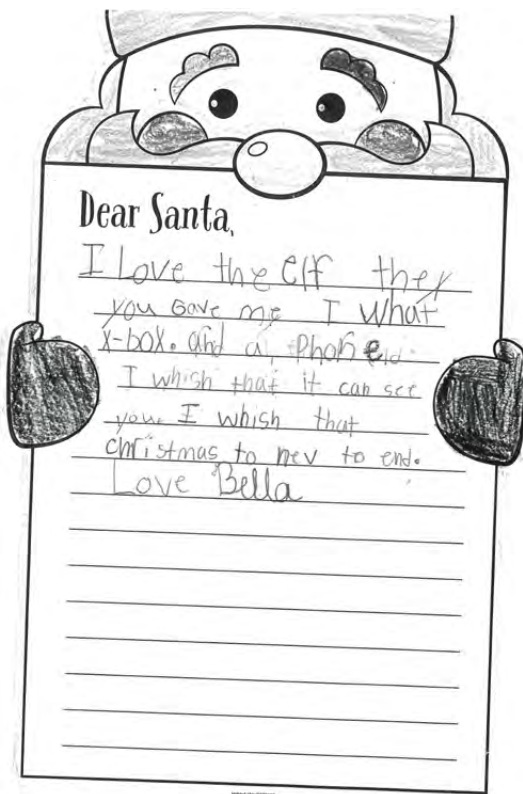 Dear Santa,
I Love the elf they
you Gave me I what
x-box. and a Phone
I whish that it can see
you. I whish that
christmas to nev to end.
Love Bella